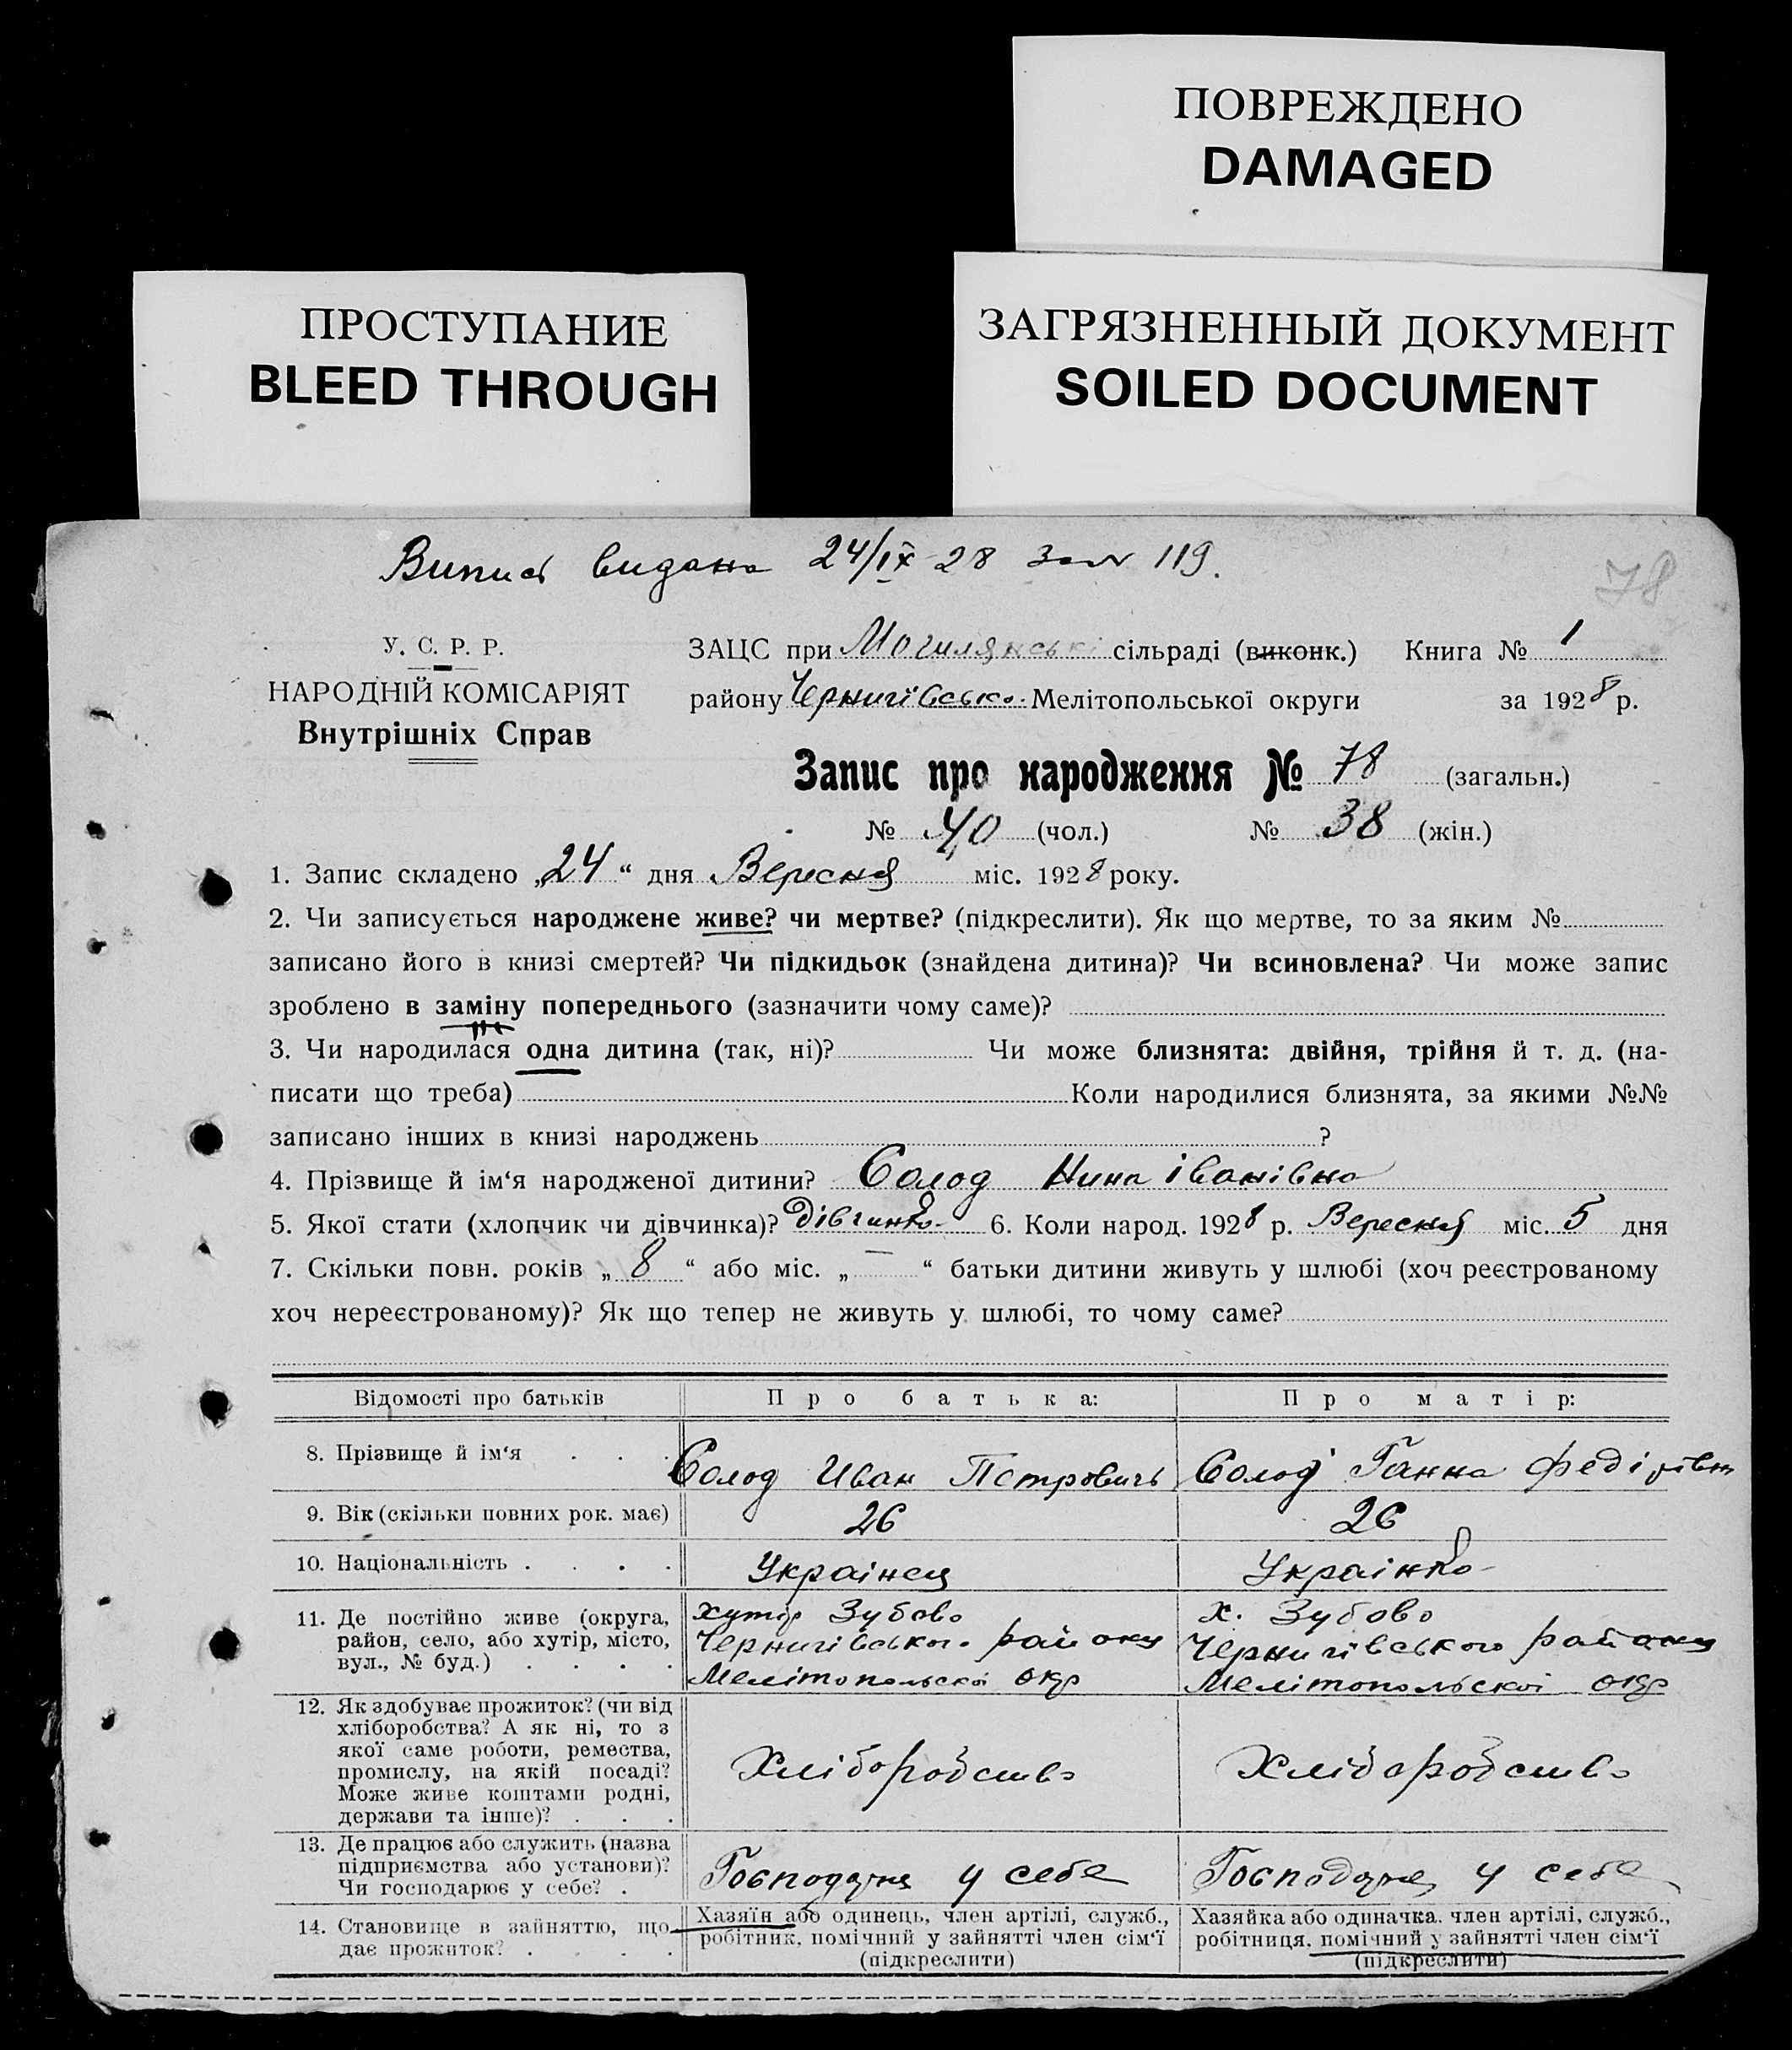 ПОВРЕЖДЕНО
DAMAGED
ПРОСТУПАНИЕ
BLEED THROUGH
ЗАГРЯЗНЕННЫЙ ДОКУМЕНТ
SOILED DOCUMENT
Випись видана 24/IX 28 за № 119.
78
У. С. Р. Р.
НАРОДНІЙ КОМІСАРІЯТ
Внутрішніх Справ
ЗАЦС при Могилянські сільраді (виконк.) Книга № 1
району Чернигівсько Мелітопольської округи за 1928 р.
Запис про народження № 78 (загальн.)
№ 40 (чол.) № 38 (жін.)
1. Запис складено „24“ дня Вересня міс. 1928 року.
2. Чи записується народжене живе? чи мертве? (підкреслити). Як що мертве, то за яким №
записано його в книзі смертей? Чи підкидьок (знайдена дитина)? Чи всиновлена? Чи може запис
зроблено в заміну попереднього (зазначити чому саме)?
3. Чи народилася одна дитина (так, ні)? Чи може близнята: двійня, трійня й т. д. (на-
писати що треба) Коли народилися близнята, за якими №№
записано інших в книзі народжень ?
4. Прізвище й ім‘я народженої дитини? Солод Нина іванівна
5. Якої стати (хлопчик чи дівчинка)? Дівчинка 6. Коли народ. 1928 р. Вересня міс. 5 дня
7. Скільки повн. років „ 8 “ або міс. „ — “ батьки дитини живуть у шлюбі (хоч реєстрованому
хоч нереєстрованому)? Як що тепер не живуть у шлюбі, то чому саме?
Відомості про батьків Про батька: Про матір:
8. Прізвище й ім‘я . . . Солод Иван Петровичь Солод Ганна Федірівн
9. Вік (скільки повних рок. має) 26 26
10. Національність . . . . Українец Українка
11. Де постійно живе (округа, район, село, або хутір, місто, вул., № буд.) . . . .
хутір Зубово
Чернигівського району
Мелітопольскої окр
х. Зубово
Чернигівського району
Мелітопольскої окр
12. Як здобуває прожиток? (чи від
хліборобства? А як ні, то з
якої саме роботи, ремества,
промислу, на якій посаді?
Може живе коштами родні,
держави та інше)? . . .
Хліборобство
Хліборобство
13. Де працює або служить (назва
підприємства або установи)?
Чи господарює у себе? .
Господаря у себе
Господаря у себе
14. Становище в зайняттю, що
дає прожиток? . . . .
Хазяїн або одинець, член артілі, служб.,
робітник, помічний у зайнятті член сім‘ї
(підкреслити)
Хазяйка або одиначка. член артілі, служб.,
робітниця, помічний у зайнятті член сім‘ї
(підкреслити)